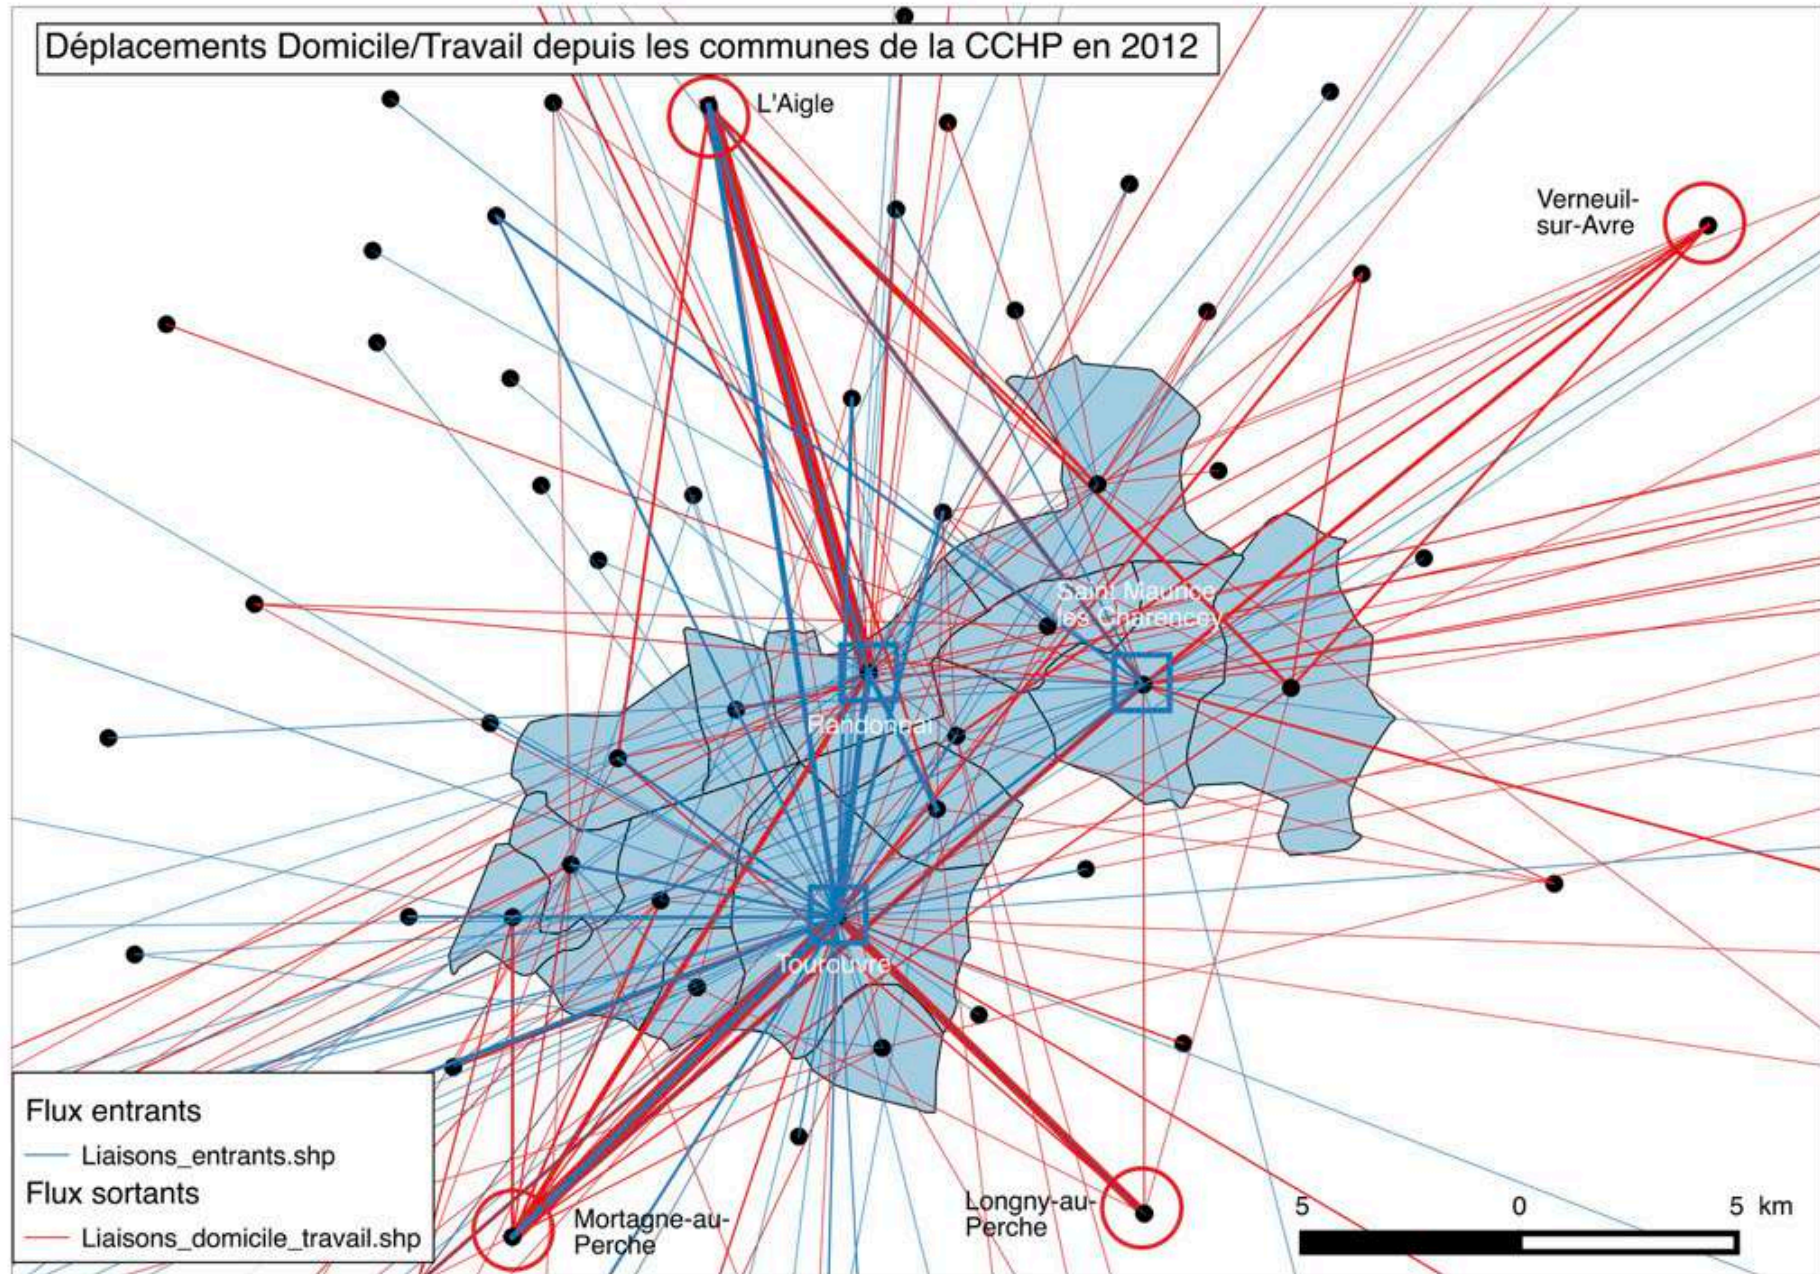 Déplacements Domicile/Travail depuis les communes de la CCHP en 2012
L'Aigle
Verneuil-
sur-Avre
Saint Maurice
les Charencey
Randonnai
Tourouvre
Flux entrants
Liaisons_entrants.shp
Flux sortants
Liaisons_domicile_travail.shp
Mortagne-au-
Perche
Longny-au-
Perche
5 0 5 km